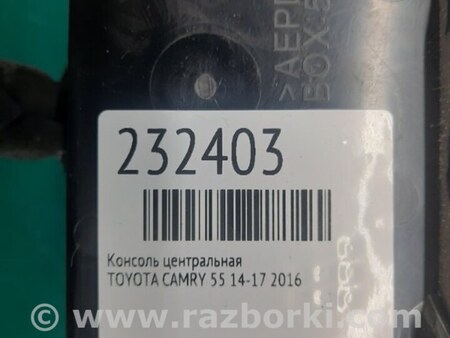 232403
Консоль центральная
TOYOTA CAMRY 55 14-17 2016
www.razborki.com